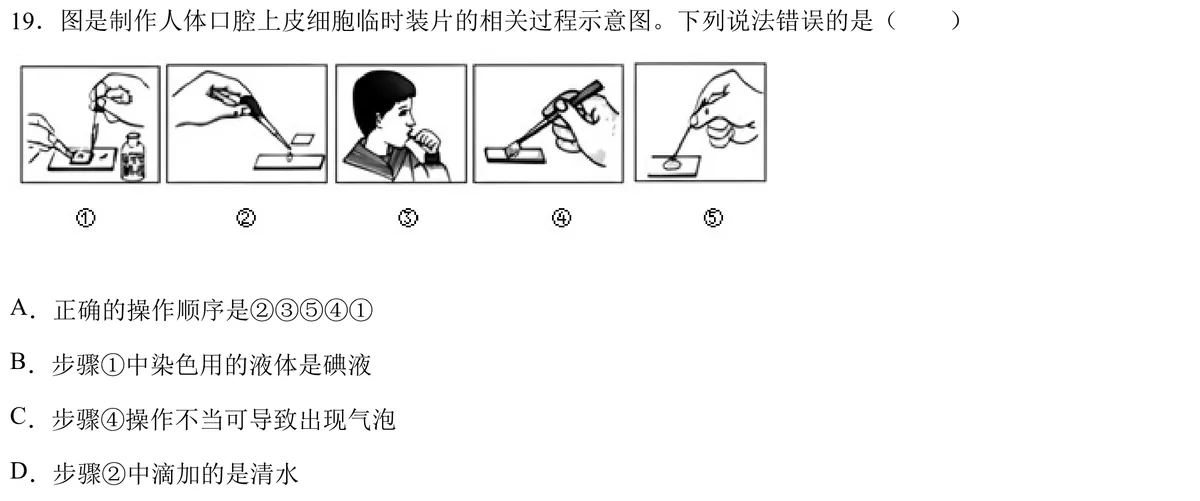 19．图是制作人体口腔上皮细胞临时装片的相关过程示意图。下列说法错误的是（　　）
① ② ③ ④ ⑤
A．正确的操作顺序是②③⑤④①
B．步骤①中染色用的液体是碘液
C．步骤④操作不当可导致出现气泡
D．步骤②中滴加的是清水